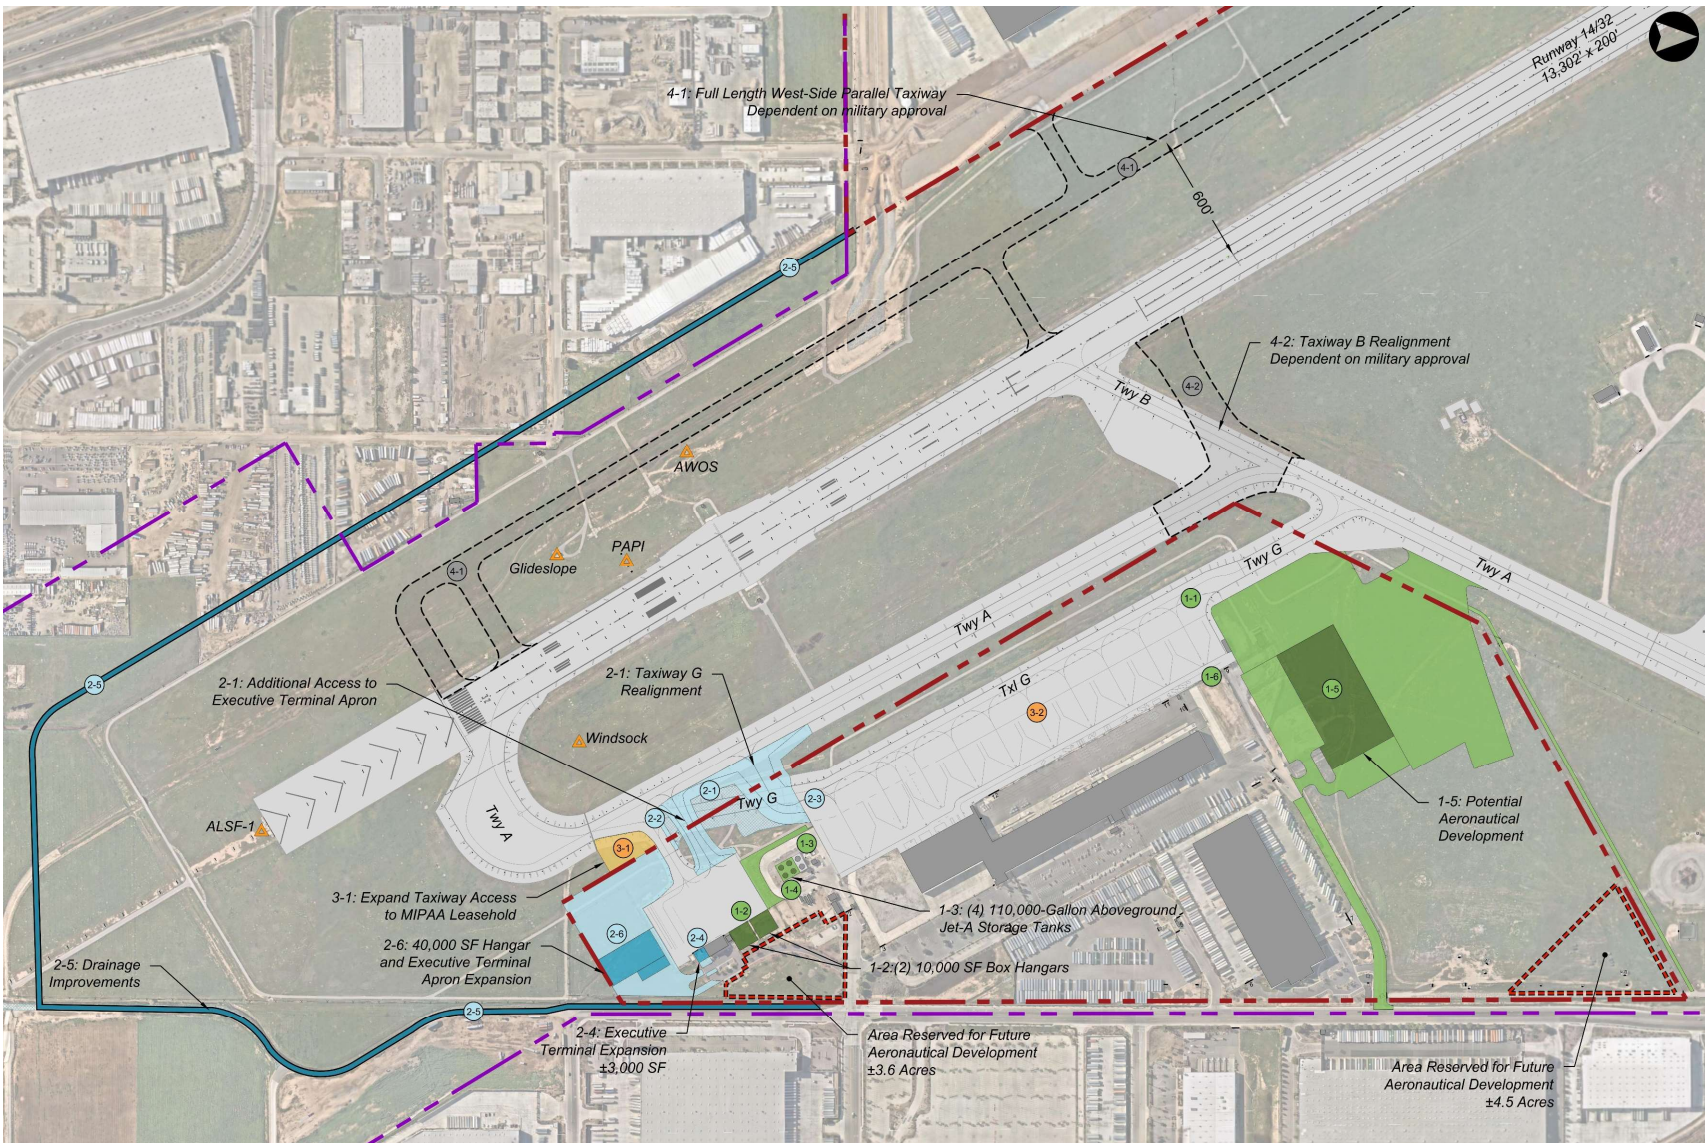 Runway 14/32
13,302' x 200'
4-1: Full Length West-Side Parallel Taxiway
Dependent on military approval
4-1
600'
2-5
4-2: Taxiway B Realignment
Dependent on military approval
4-2
Twy B
AWOS
PAPI
Glideslope
4-1
Twy G
Twy A
1-1
Twy A
2-1: Additional Access to
Executive Terminal Apron
2-1: Taxiway G
Realignment
Txl G
1-6
1-5
2-5
3-2
Windsock
2-1
Twy G
2-3
1-5: Potential
Aeronautical
Development
ALSF-1
Twy A
2-2
3-1
1-3
1-4
3-1: Expand Taxiway Access
to MIPAA Leasehold
1-2
1-3: (4) 110,000-Gallon Aboveground
Jet-A Storage Tanks
2-6
2-4
2-6: 40,000 SF Hangar
and Executive Terminal
Apron Expansion
1-2:(2) 10,000 SF Box Hangars
2-5: Drainage
Improvements
2-5
2-4: Executive
Terminal Expansion
±3,000 SF
Area Reserved for Future
Aeronautical Development
±3.6 Acres
Area Reserved for Future
Aeronautical Development
±4.5 Acres